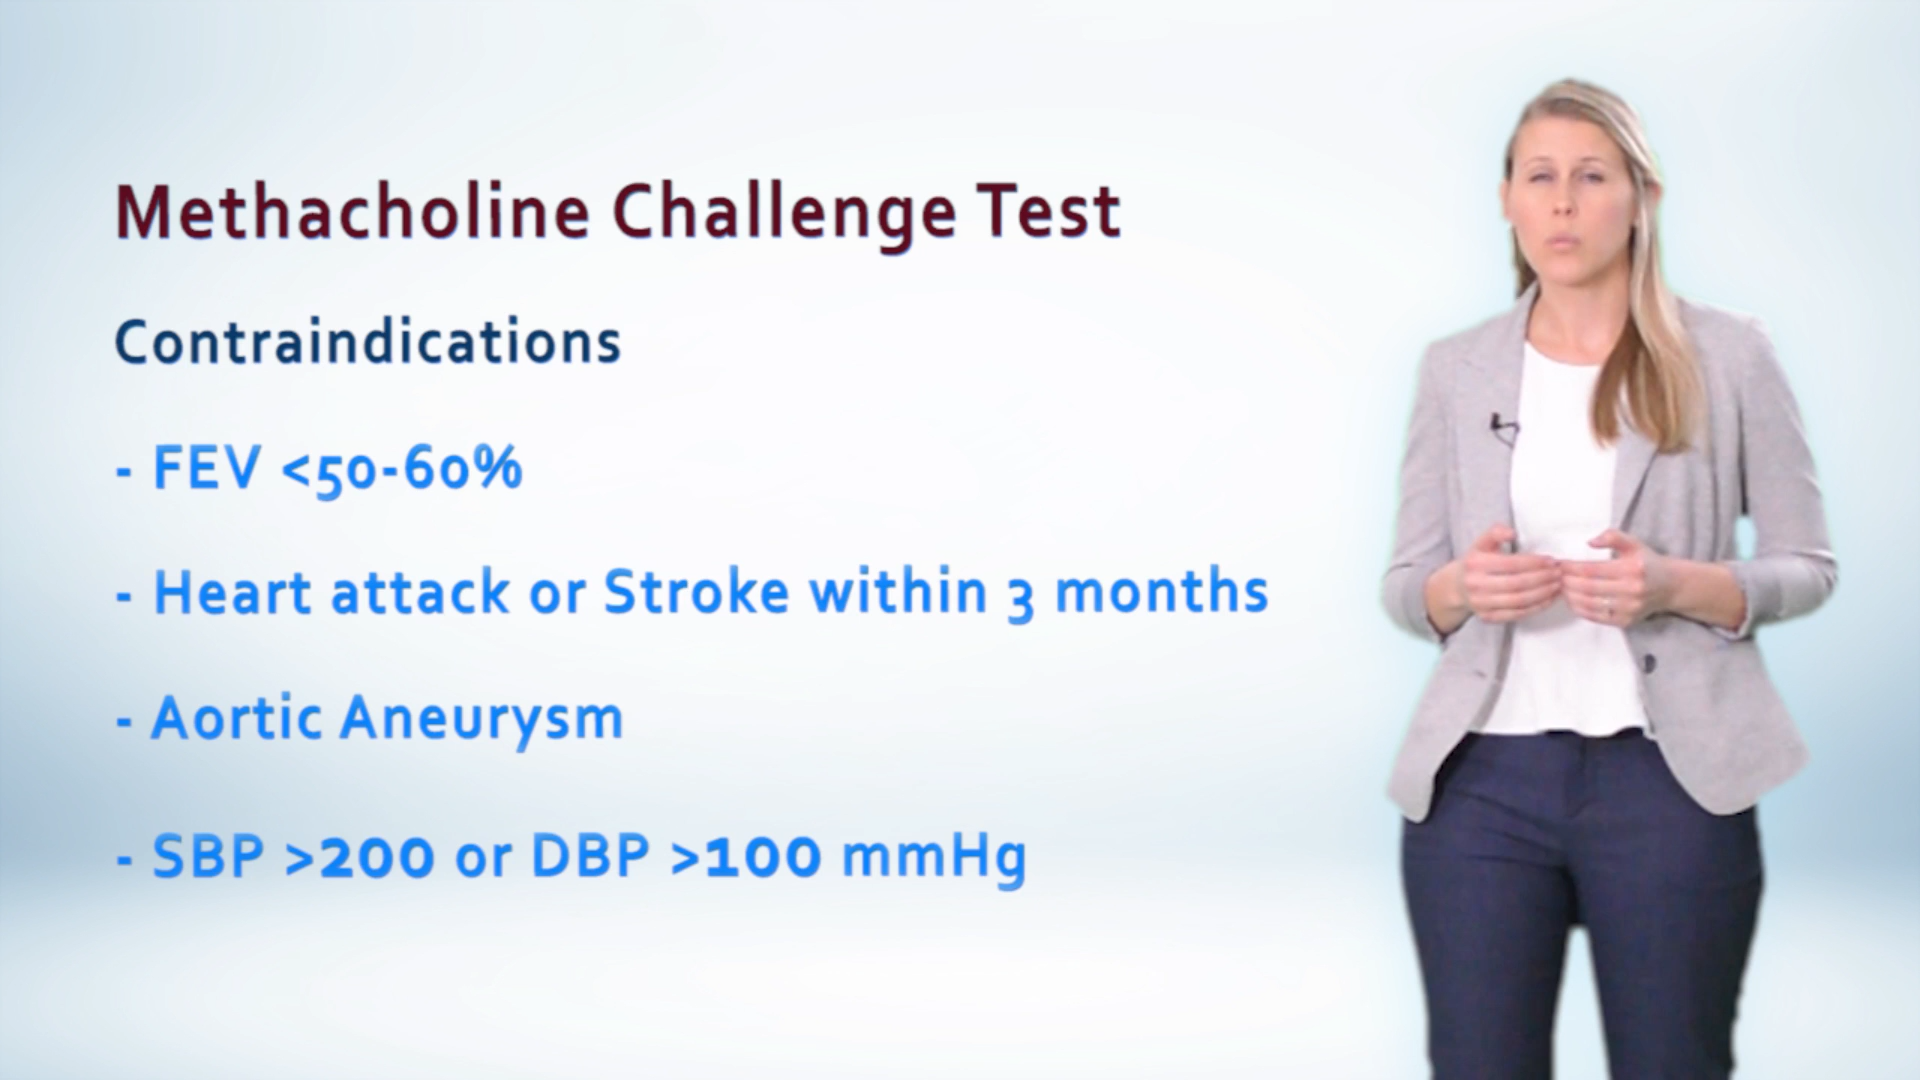 Methacholine Challenge Test
Contraindications
- FEV <50-60%
- Heart attack or Stroke within 3 months
- Aortic Aneurysm
- SBP >200 or DBP >100 mmHg